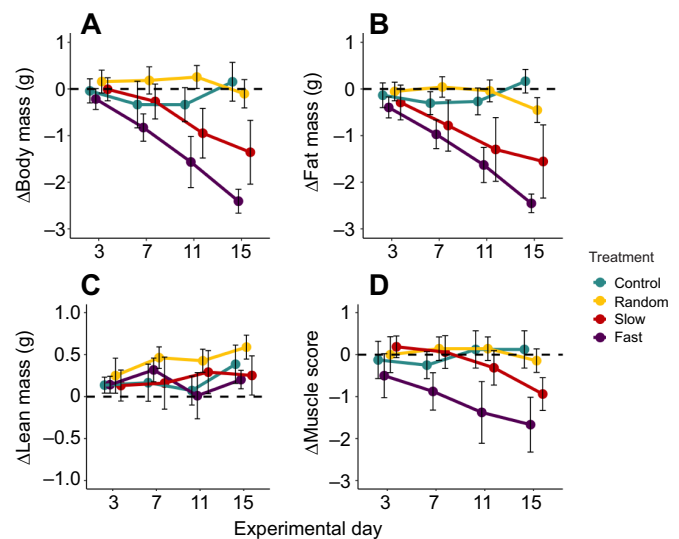 A
ΔBody mass (g)
1
0
–1
–2
–3
3 7 11 15
B
ΔFat mass (g)
1
0
–1
–2
–3
3 7 11 15
C
ΔLean mass (g)
1.0
0.5
0
–0.5
–1.0
3 7 11 15
D
ΔMuscle score
1
0
–1
–2
–3
3 7 11 15
Experimental day
Treatment
Control
Random
Slow
Fast